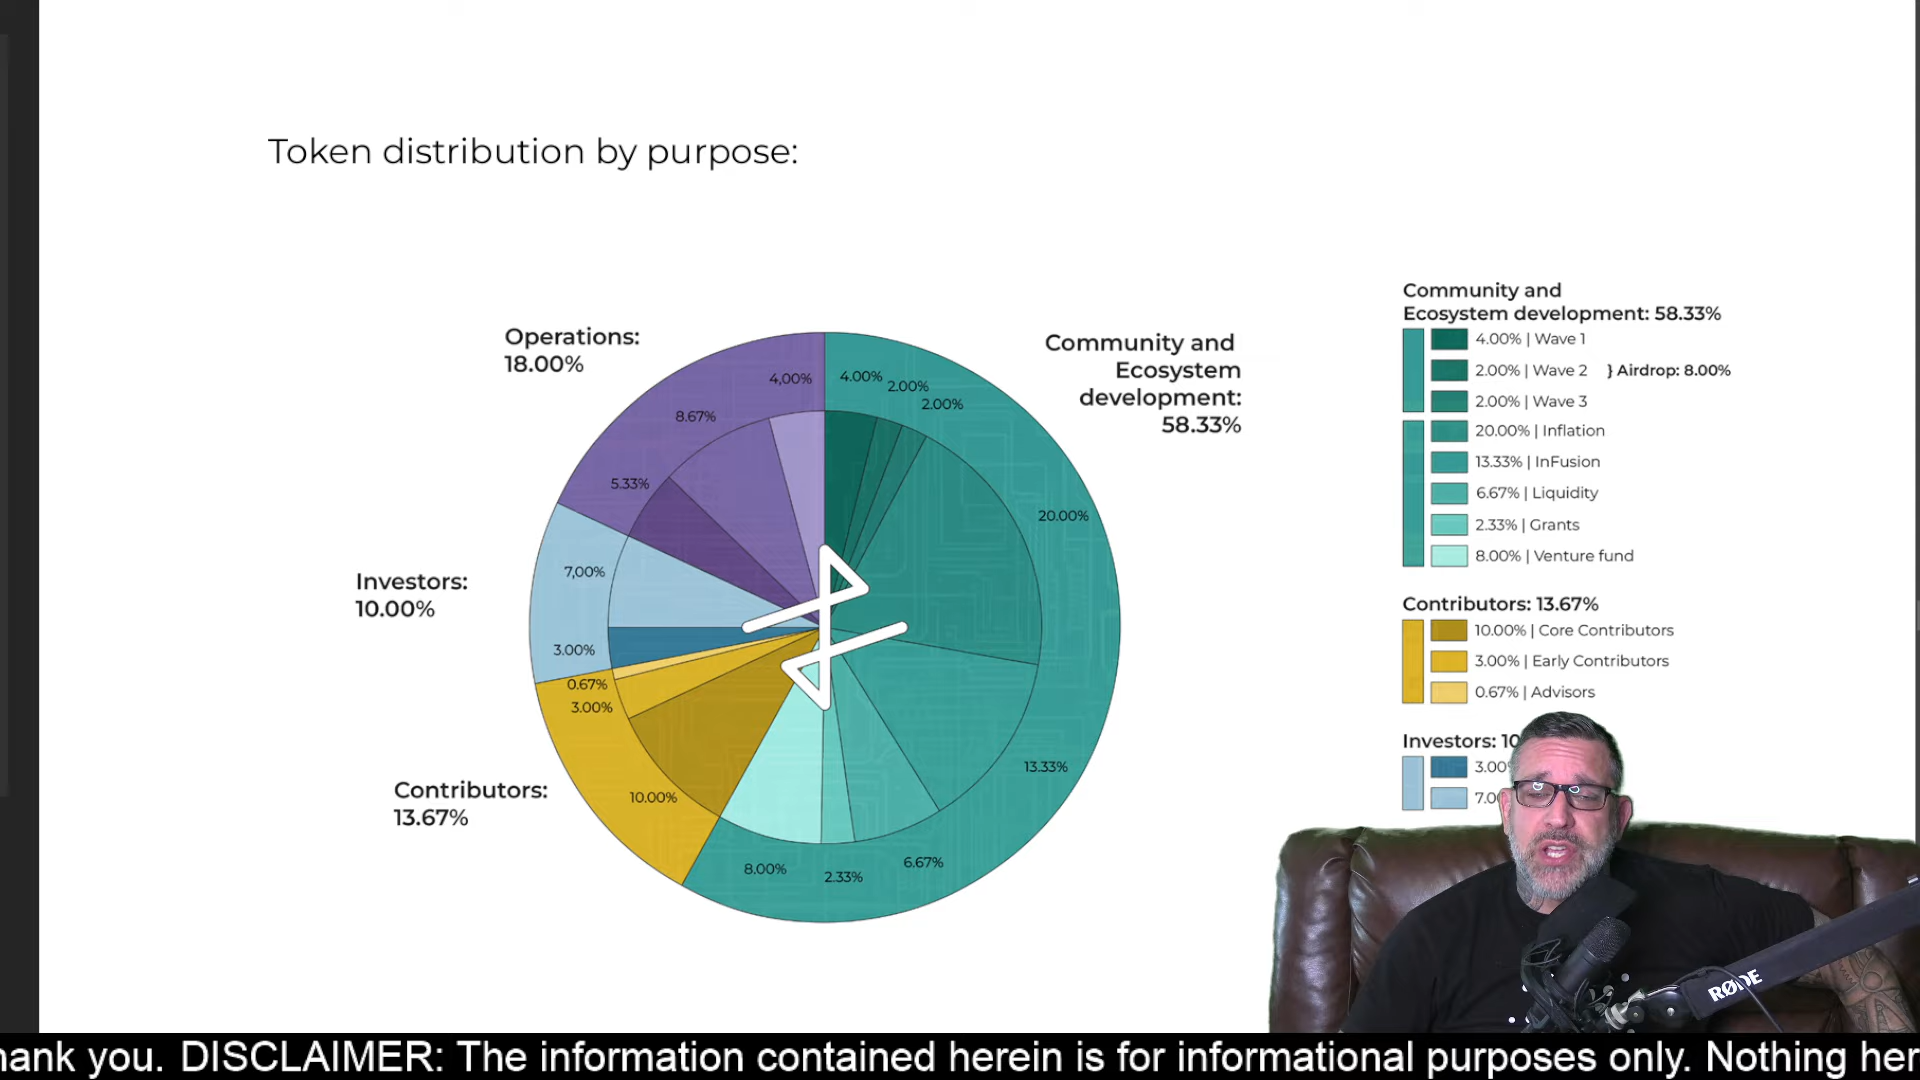 Token distribution by purpose:
Operations:
18.00%
Community and
Ecosystem
development:
58.33%
Investors:
10.00%
Contributors:
13.67%
4,00%
4.00%
2.00%
2.00%
8.67%
5.33%
20.00%
7,00%
3.00%
0.67%
3.00%
10.00%
13.33%
8.00%
2.33%
6.67%
Community and
Ecosystem development: 58.33%
4.00% | Wave 1
2.00% | Wave 2 } Airdrop: 8.00%
2.00% | Wave 3
20.00% | Inflation
13.33% | InFusion
6.67% | Liquidity
2.33% | Grants
8.00% | Venture fund
Contributors: 13.67%
10.00% | Core Contributors
3.00% | Early Contributors
0.67% | Advisors
Investors: 10
3.00
7.0
RØDE
hank you. DISCLAIMER: The information contained herein is for informational purposes only. Nothing her